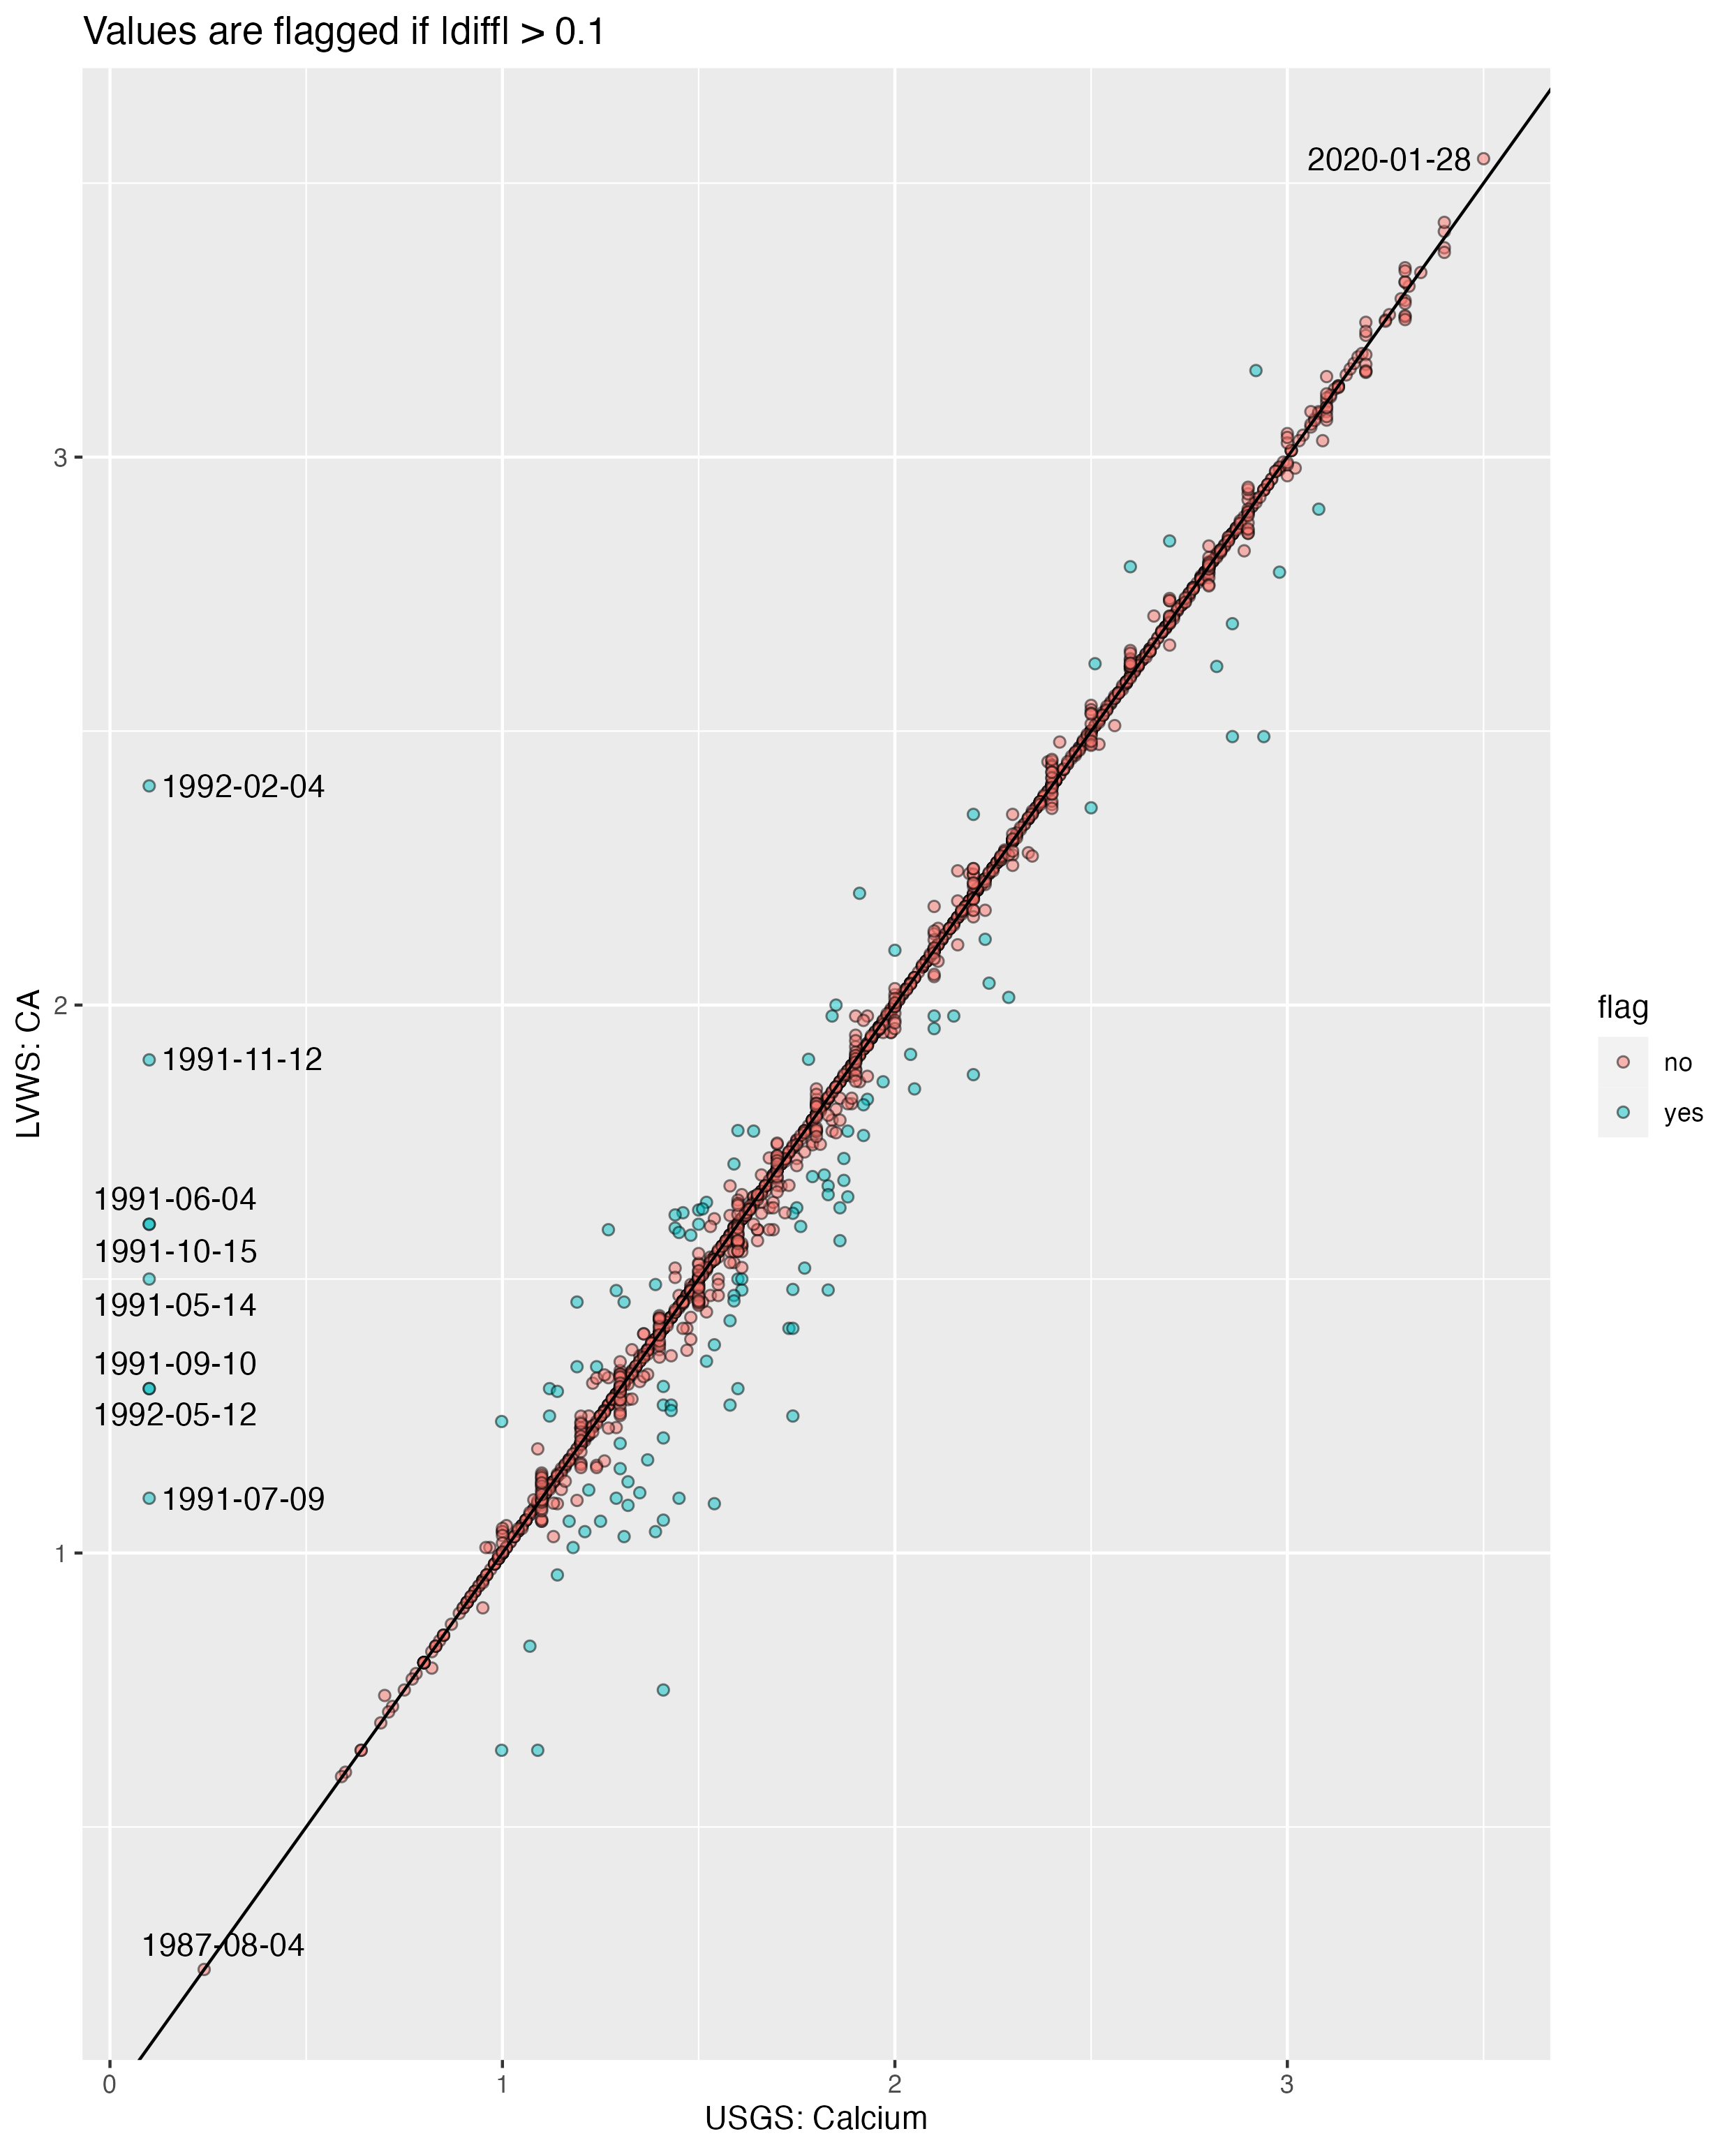 Values are flagged if |diff| > 0.1
2020-01-28
3
1992-02-04
2
1991-11-12
1991-06-04
1991-10-15
1991-05-14
1991-09-10
1992-05-12
1991-07-09
1
1987-08-04
0 1 2 3
USGS: Calcium
LVWS: CA
flag
no
yes